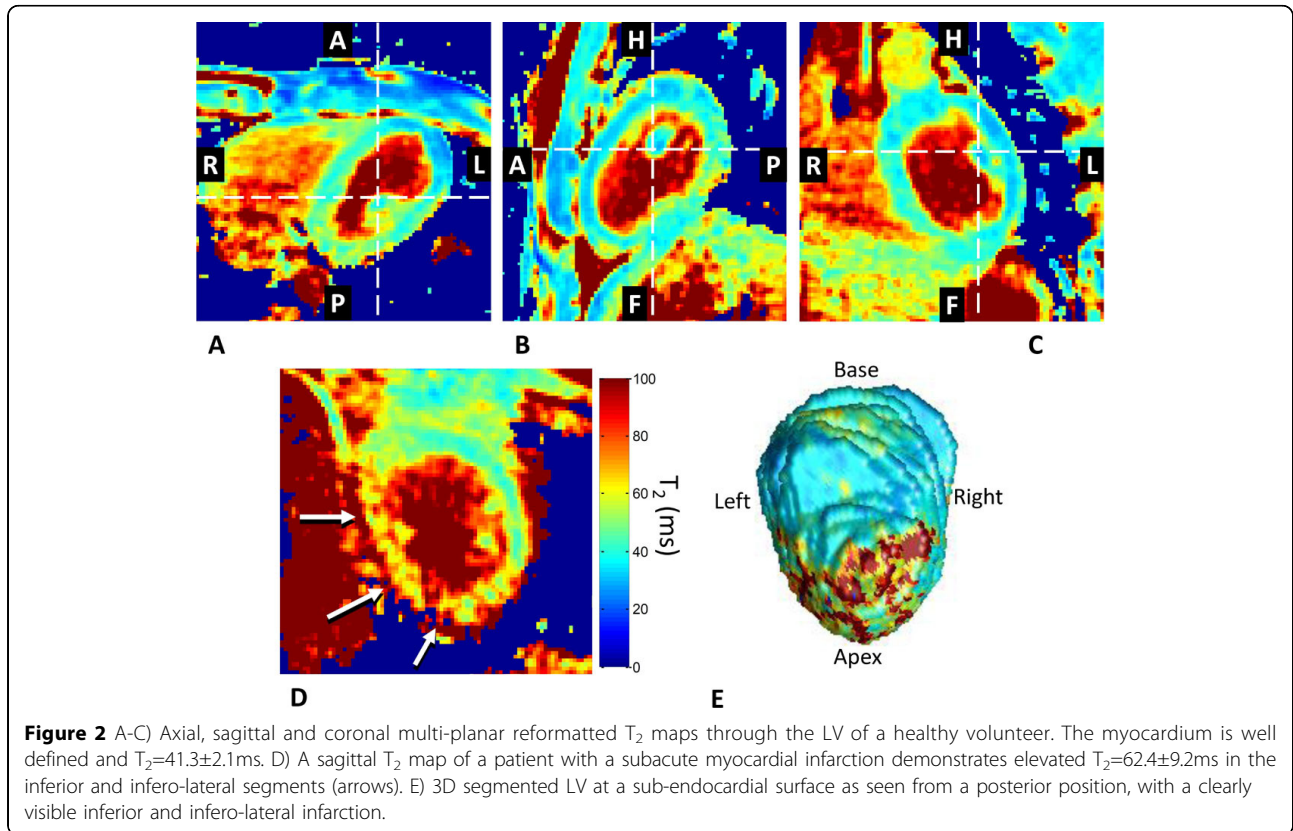 A
R
L
P
A
H
A
P
F
B
H
R
L
F
C
100
80
60
40
20
0
T₂ (ms)
D
Base
Left
Right
Apex
E
Figure 2 A-C) Axial, sagittal and coronal multi-planar reformatted T₂ maps through the LV of a healthy volunteer. The myocardium is well
defined and T₂=41.3±2.1ms. D) A sagittal T₂ map of a patient with a subacute myocardial infarction demonstrates elevated T₂=62.4±9.2ms in the
inferior and infero-lateral segments (arrows). E) 3D segmented LV at a sub-endocardial surface as seen from a posterior position, with a clearly
visible inferior and infero-lateral infarction.